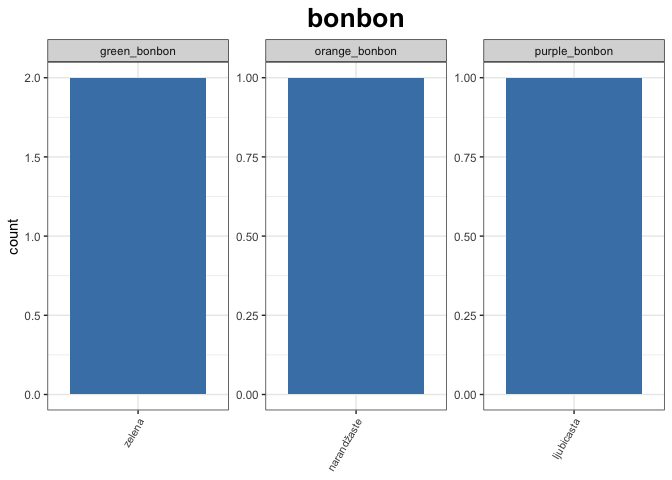 bonbon
green_bonbon orange_bonbon purple_bonbon
2.0 1.00 1.00
1.5 0.75 0.75
1.0 0.50 0.50
0.5 0.25 0.25
0.0 0.00 0.00
count
zelena narandžaste ljubicasta